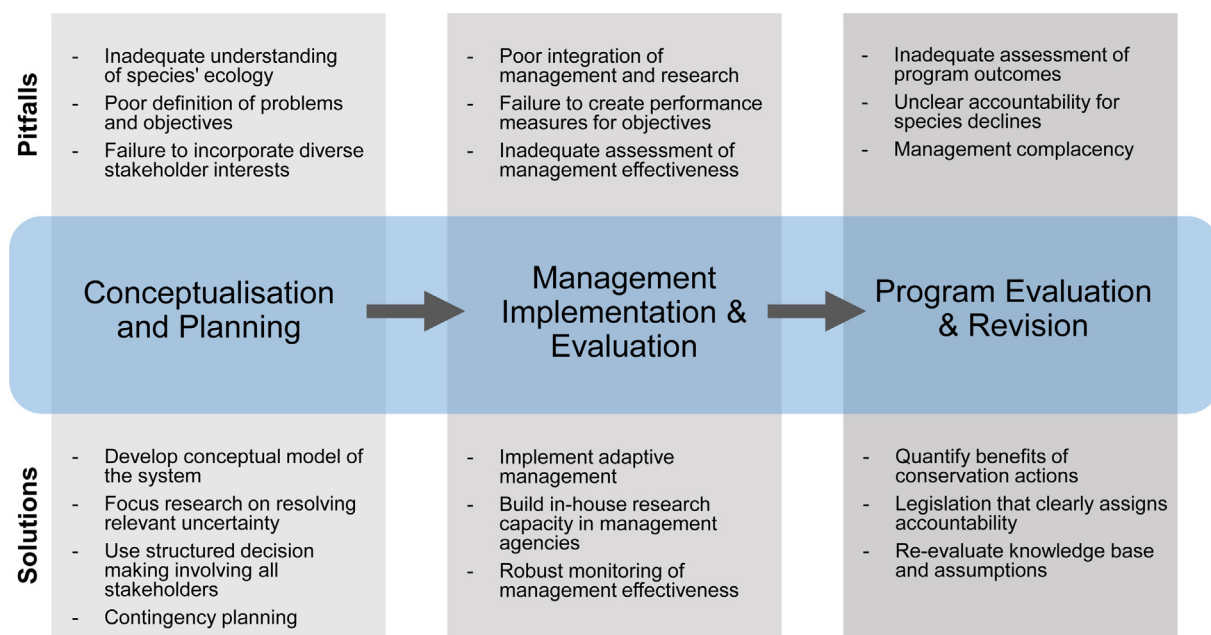 Pitfalls
- Inadequate understanding
of species' ecology
- Poor definition of problems
and objectives
- Failure to incorporate diverse
stakeholder interests
- Poor integration of
management and research
- Failure to create performance
measures for objectives
- Inadequate assessment of
management effectiveness
- Inadequate assessment of
program outcomes
- Unclear accountability for
species declines
- Management complacency
Conceptualisation
and Planning
Management
Implementation &
Evaluation
Program Evaluation
& Revision
Solutions
- Develop conceptual model of
the system
- Focus research on resolving
relevant uncertainty
- Use structured decision
making involving all
stakeholders
- Contingency planning
- Implement adaptive
management
- Build in-house research
capacity in management
agencies
- Robust monitoring of
management effectiveness
- Quantify benefits of
conservation actions
- Legislation that clearly assigns
accountability
- Re-evaluate knowledge base
and assumptions